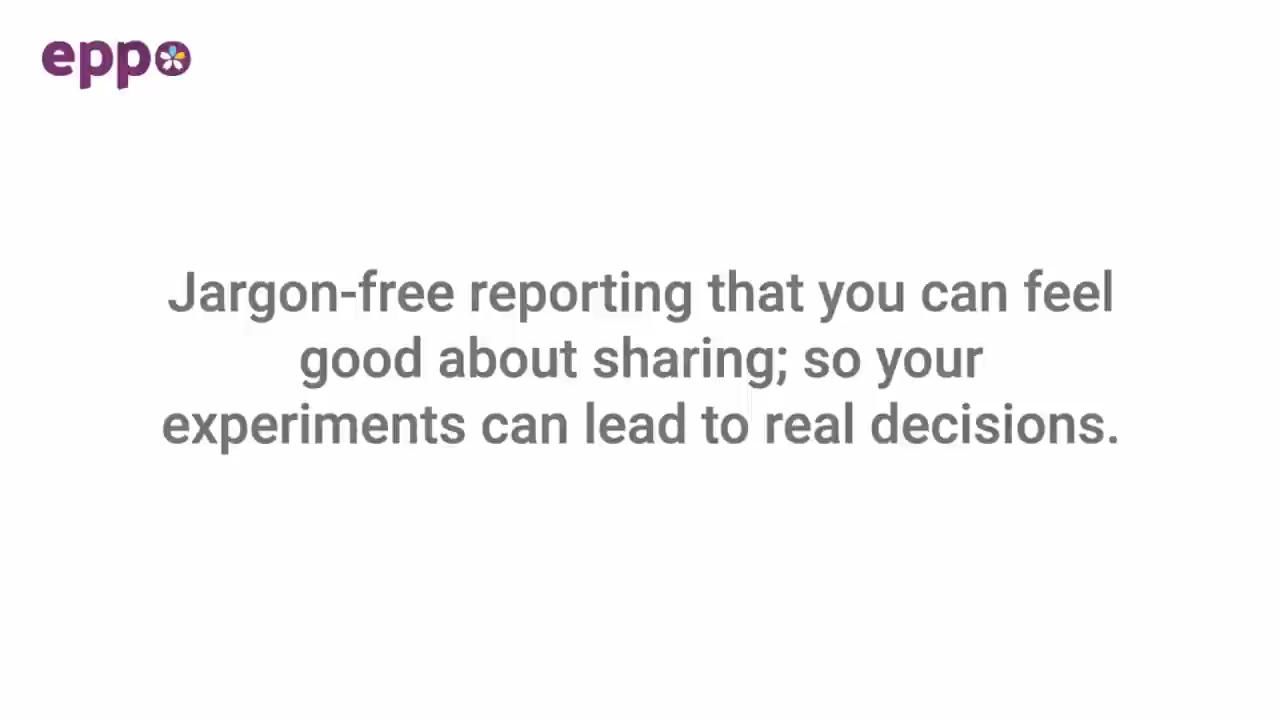 eppo
Jargon-free reporting that you can feel
good about sharing; so your
experiments can lead to real decisions.